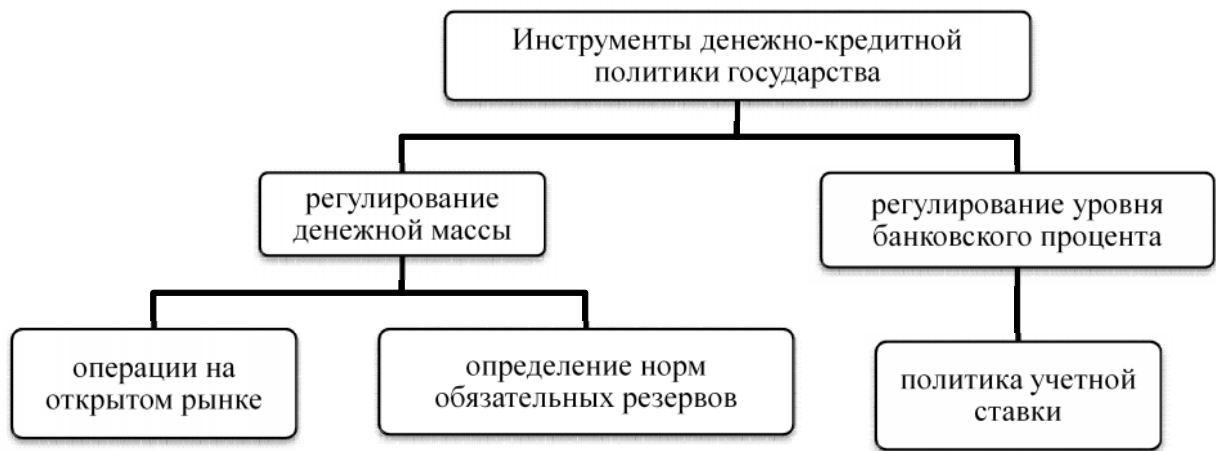 Инструменты денежно-кредитной
политики государства
регулирование
денежной массы
регулирование уровня
банковского процента
операции на
открытом рынке
определение норм
обязательных резервов
политика учетной
ставки